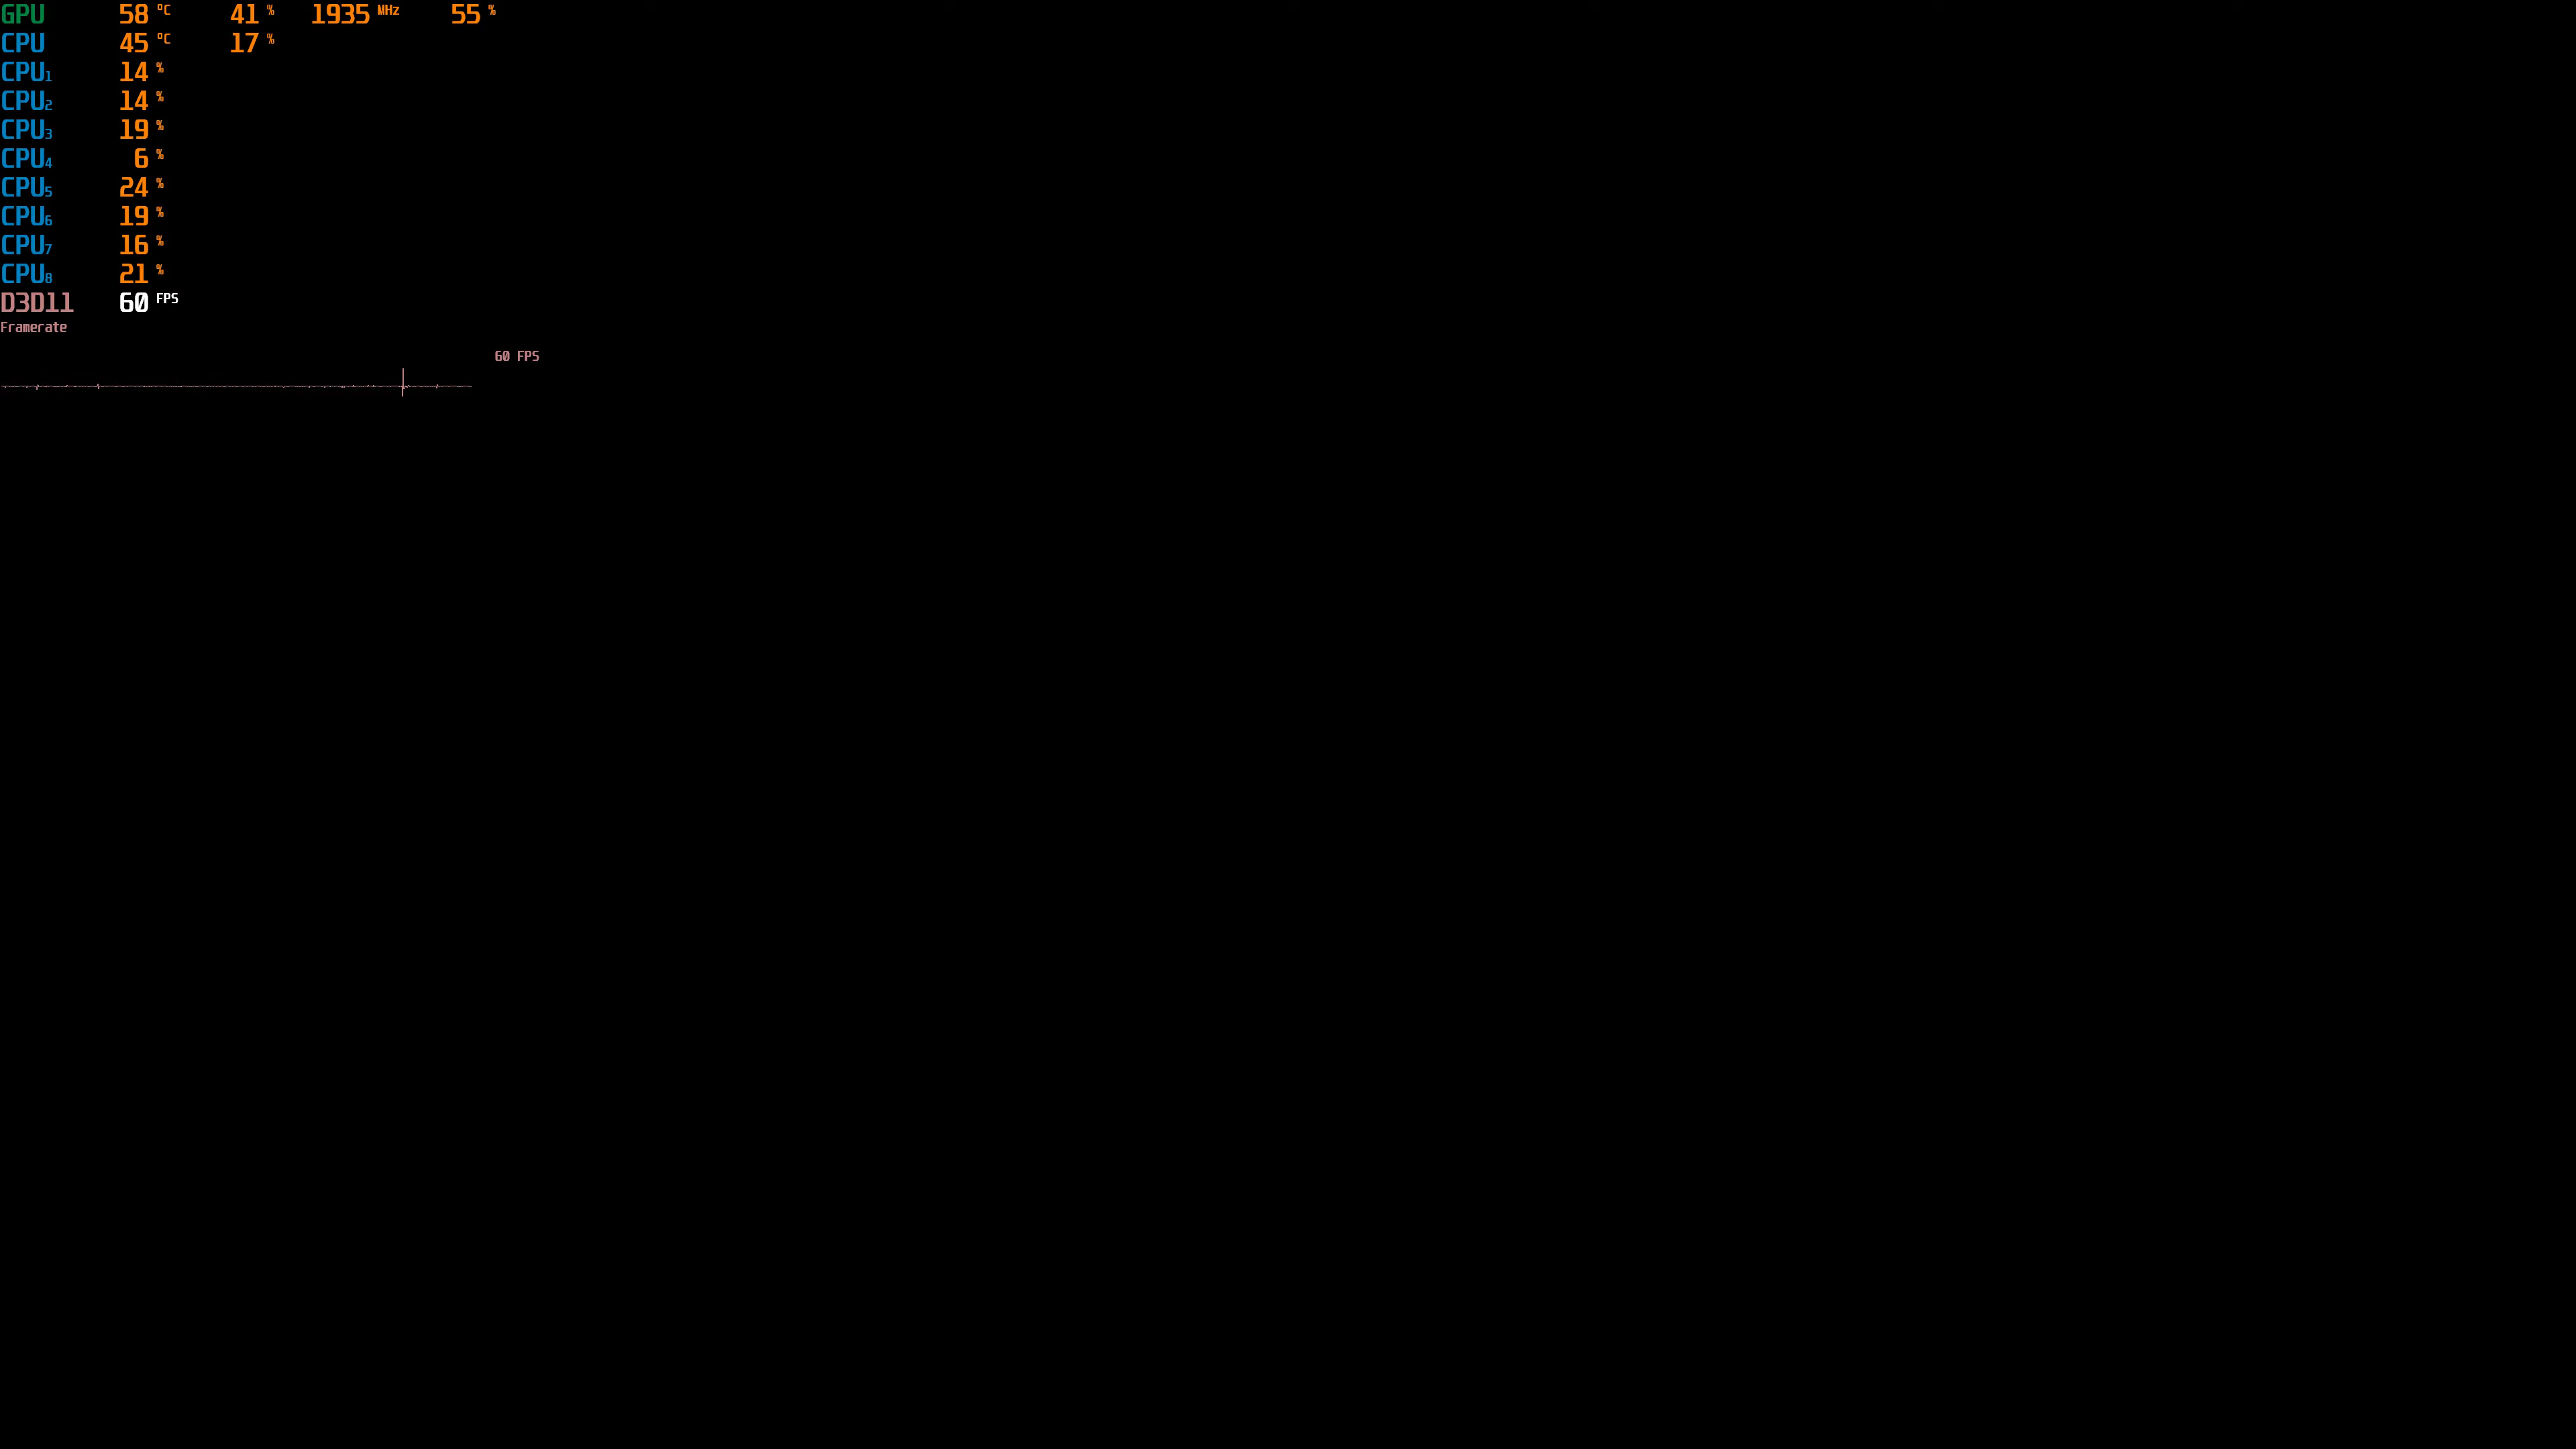 GPU 58 °C 41 % 1935 MHz 55 %
CPU 45 °C 17 %
CPU1 14 %
CPU2 14 %
CPU3 19 %
CPU4 6 %
CPU5 24 %
CPU6 19 %
CPU7 16 %
CPU8 21 %
D3D11 60 FPS
Framerate
60 FPS